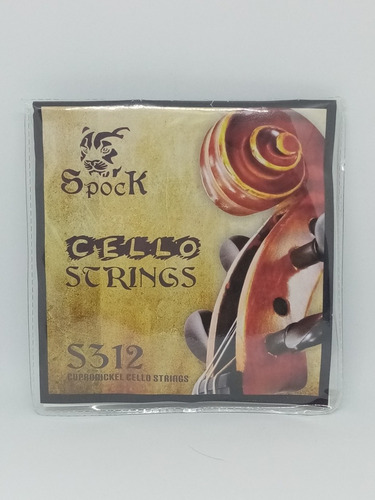 Spock
CELLO
STRINGS
S312
CUPRONICKEL CELLO STRINGS